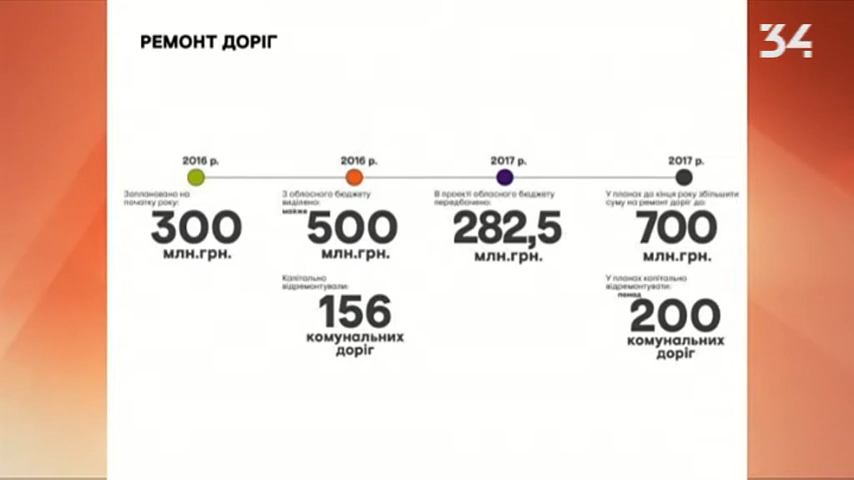 РЕМОНТ ДОРІГ
34
2016 р.
Заплановано на
початку року:
300
млн.грн.
2016 р.
З обласного бюджету
виділено:
майже
500
млн.грн.
Капітально
відремонтували:
156
комунальних
доріг
2017 р.
В проекті обласного бюджету
передбачено:
282,5
млн.грн.
2017 р.
У планах до кінця року збільшити
суму на ремонт доріг до:
700
млн.грн.
У планах капітально
відремонтувати:
понад
200
комунальних
доріг